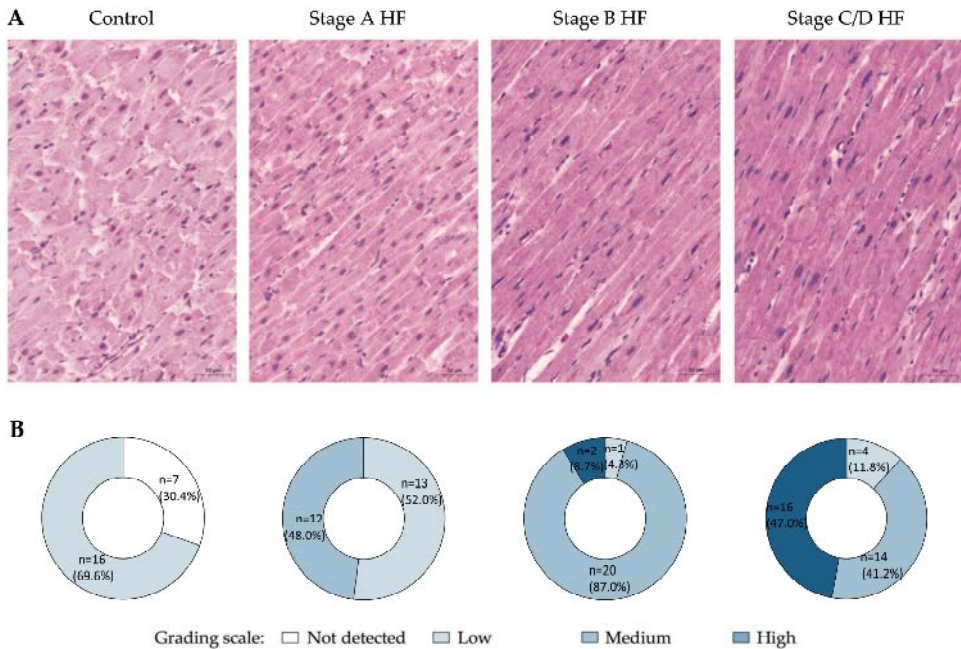 A
Control
Stage A HF
Stage B HF
Stage C/D HF
B
n=7
(30.4%)
n=16
(69.6%)
n=13
(52.0%)
n=12
(48.0%)
n=2
(8.7%)
n=1
(4.3%)
n=20
(87.0%)
n=4
(11.8%)
n=16
(47.0%)
n=14
(41.2%)
Grading scale: Not detected Low Medium High